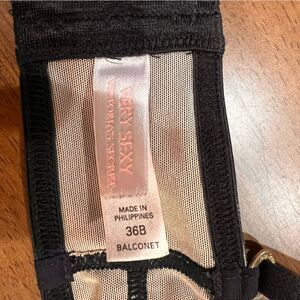 VERY SEXY
VICTORIA'S SECRET
MADE IN
PHILIPPINES
36B
BALCONET